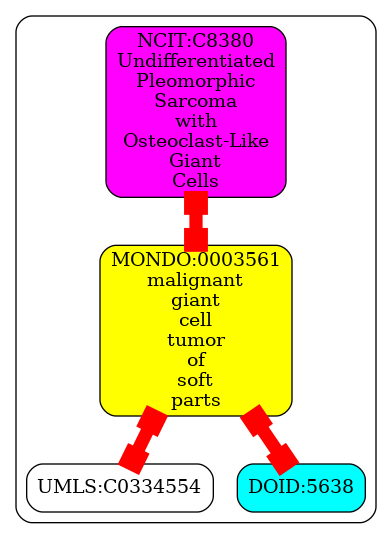 NCIT:C8380
Undifferentiated
Pleomorphic
Sarcoma
with
Osteoclast-Like
Giant
Cells
MONDO:0003561
malignant
giant
cell
tumor
of
soft
parts
UMLS:C0334554
DOID:5638